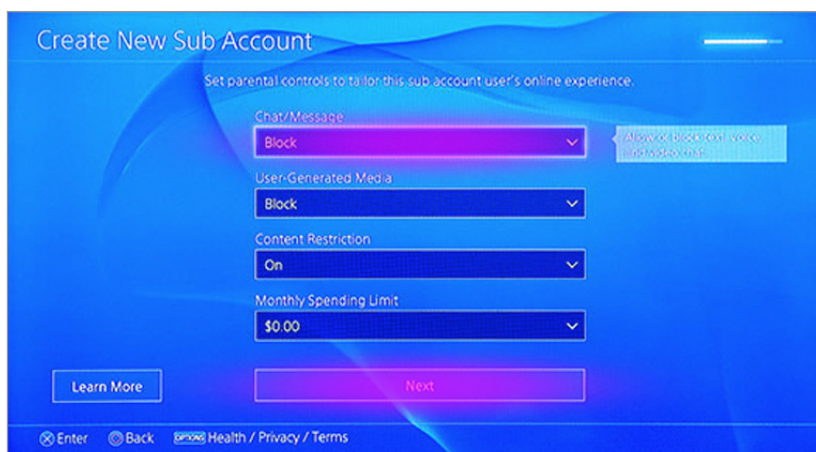 Create New Sub Account
Set parental controls to tailor this sub account user's online experience.
Chat/Message
Block
Allow or block text, voice,
and video chat.
User-Generated Media
Block
Content Restriction
On
Monthly Spending Limit
$0.00
Learn More
Next
Enter
Back
OPTIONS Health / Privacy / Terms